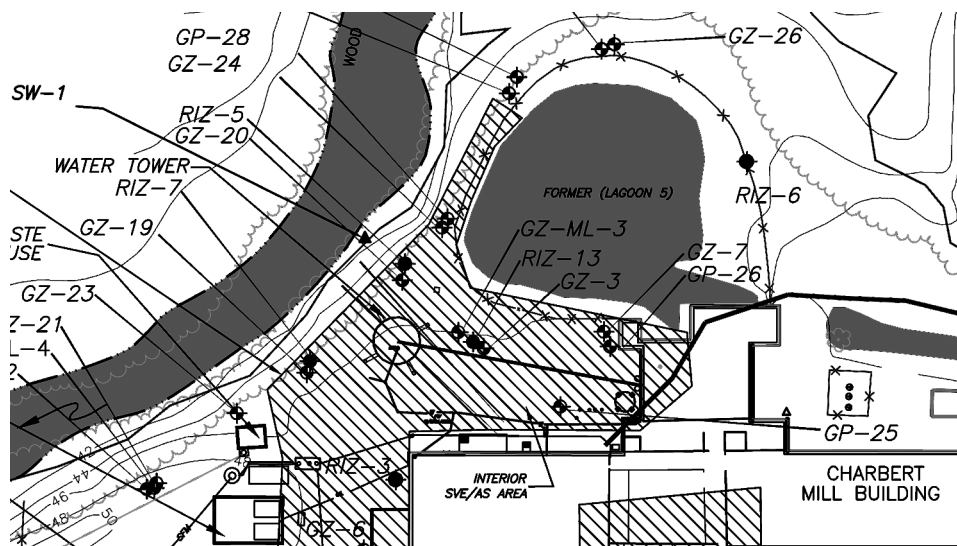 GP-28
WOOD
GZ-26
GZ-24
SW-1
RIZ-5
GZ-20
WATER TOWER
RIZ-7
FORMER (LAGOON 5)
RIZ-6
GZ-19
GZ-ML-3
STE
USE
RIZ-13
GZ-7
GZ-3
GP-26
GZ-23
Z-21
L-4
2
GP-25
42
44
46
48
50
RIZ-3
INTERIOR
SVE/AS AREA
CHARBERT
MILL BUILDING
GZ-6